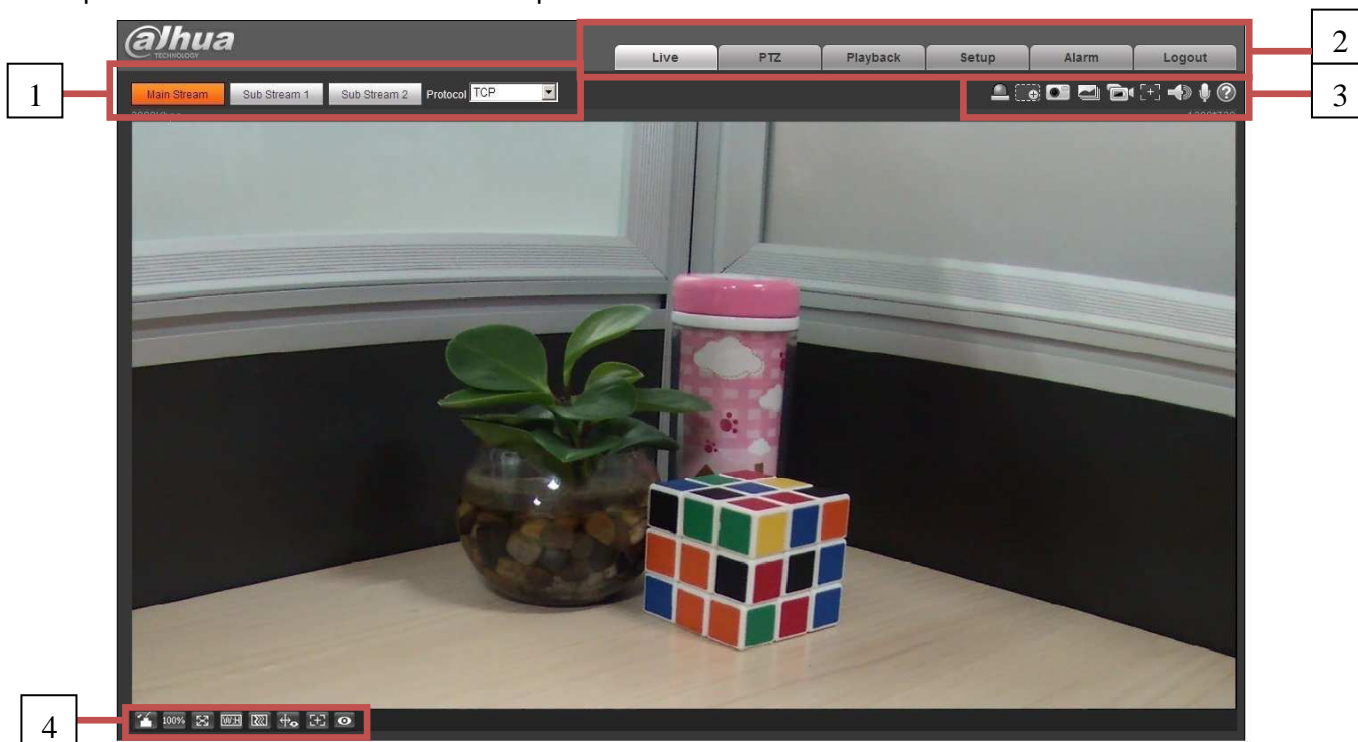 alhua
TECHNOLOGY
2
Live PTZ Playback Setup Alarm Logout
1
Main Stream Sub Stream 1 Sub Stream 2 Protocol TCP
3
4
100% W:H